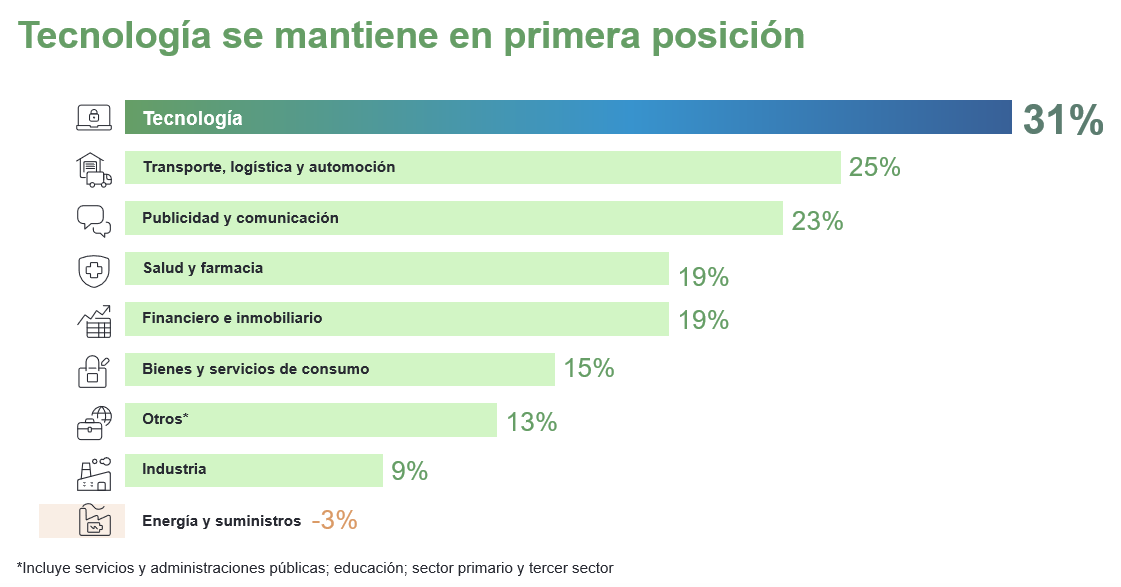 Tecnología se mantiene en primera posición
Tecnología 31%
Transporte, logística y automoción 25%
Publicidad y comunicación 23%
Salud y farmacia 19%
Financiero e inmobiliario 19%
Bienes y servicios de consumo 15%
Otros* 13%
Industria 9%
Energía y suministros -3%
*Incluye servicios y administraciones públicas; educación; sector primario y tercer sector